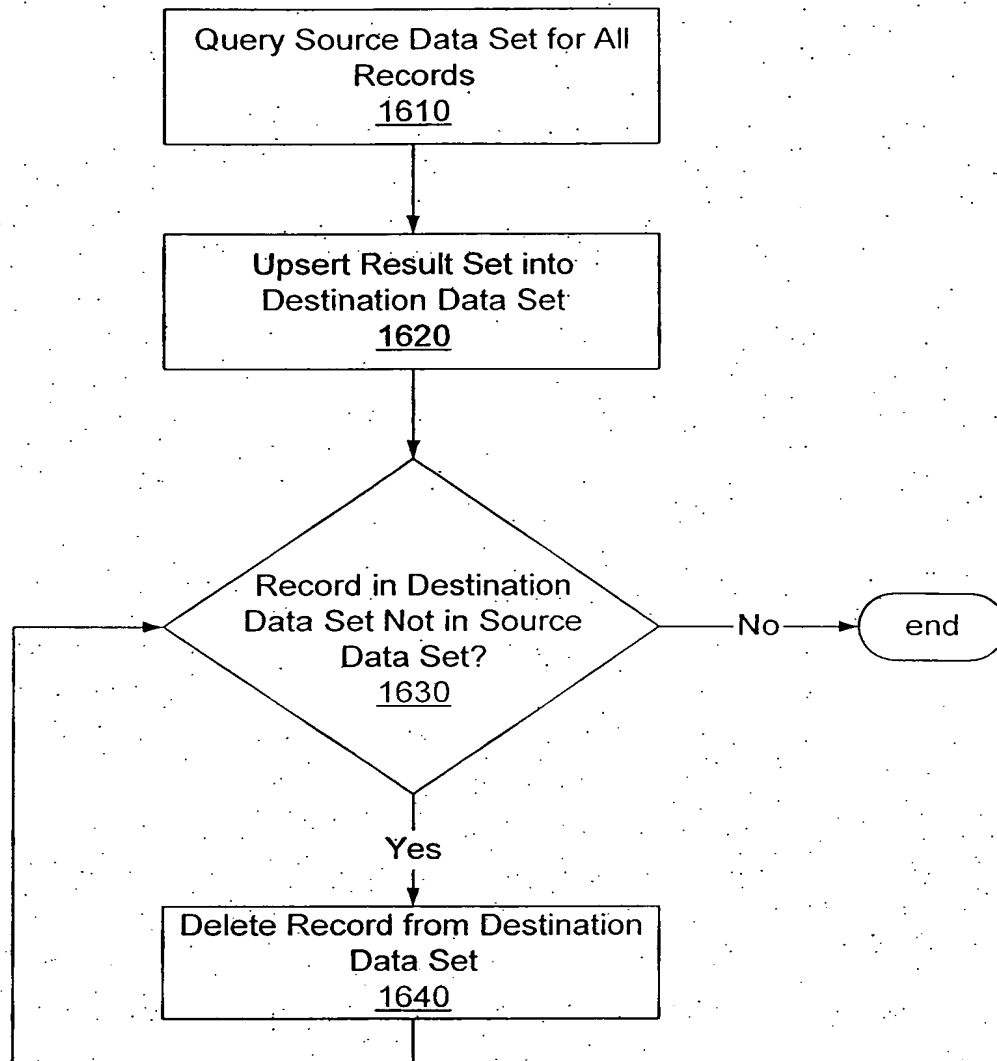 Query Source Data Set for All
Records
1610
Upsert Result Set into
Destination Data Set
1620
Record in Destination
Data Set Not in Source
Data Set?
1630
No
end
Yes
Delete Record from Destination
Data Set
1640